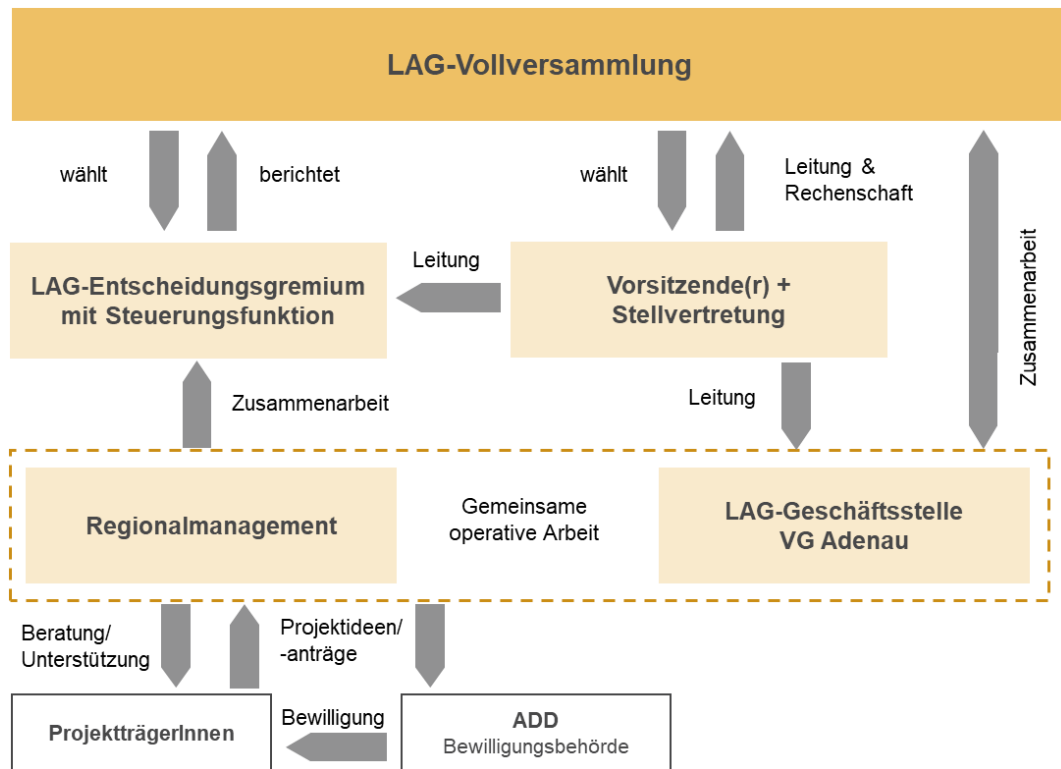 LAG-Vollversammlung
wählt
berichtet
wählt
Leitung &
Rechenschaft
Zusammenarbeit
LAG-Entscheidungsgremium
mit Steuerungsfunktion
Leitung
Vorsitzende(r) +
Stellvertretung
Zusammenarbeit
Leitung
Regionalmanagement
Gemeinsame
operative Arbeit
LAG-Geschäftsstelle
VG Adenau
Beratung/
Unterstützung
Projektideen/
-anträge
ProjektträgerInnen
Bewilligung
ADD
Bewilligungsbehörde